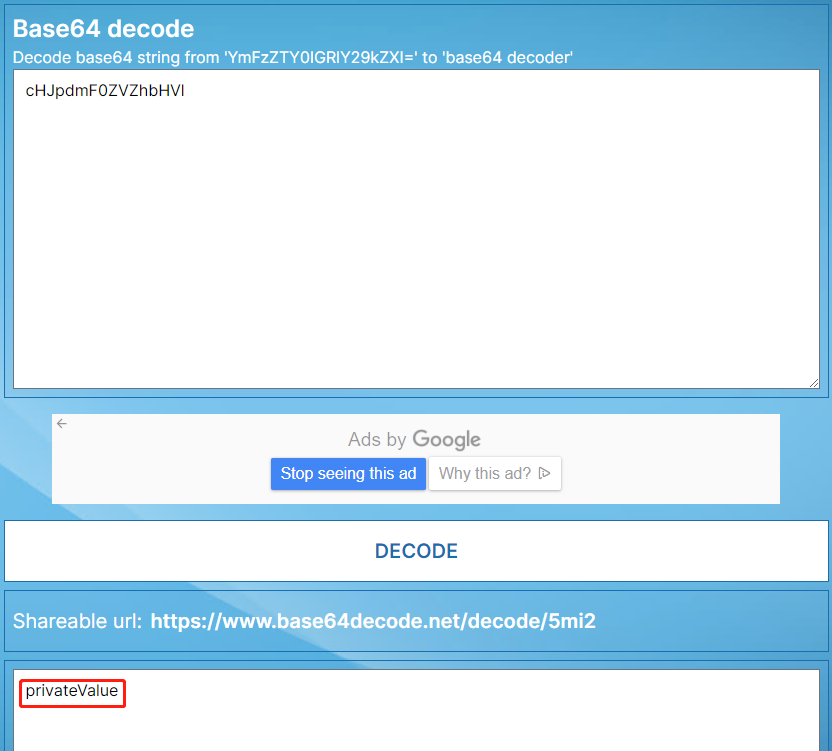 Base64 decode
Decode base64 string from 'YmFzZTY0IGRlY29kZXI=' to 'base64 decoder'
cHJpdmF0ZVZhbHVl
Ads by Google
Stop seeing this ad
Why this ad?
DECODE
Shareable url: https://www.base64decode.net/decode/5mi2
privateValue